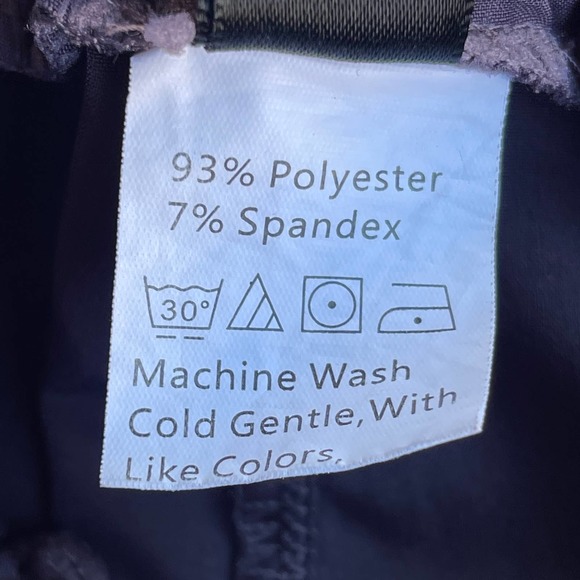 93% Polyester
7% Spandex
30°
Machine Wash
Cold Gentle, With
Like Colors.